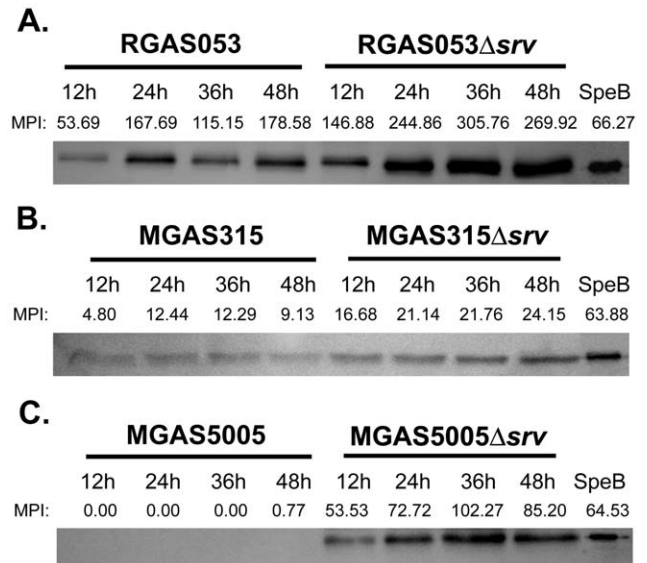 A.
RGAS053 RGAS053Δsrv
12h 24h 36h 48h 12h 24h 36h 48h SpeB
MPI: 53.69 167.69 115.15 178.58 146.88 244.86 305.76 269.92 66.27
B.
MGAS315 MGAS315Δsrv
12h 24h 36h 48h 12h 24h 36h 48h SpeB
MPI: 4.80 12.44 12.29 9.13 16.68 21.14 21.76 24.15 63.88
C.
MGAS5005 MGAS5005Δsrv
12h 24h 36h 48h 12h 24h 36h 48h SpeB
MPI: 0.00 0.00 0.00 0.77 53.53 72.72 102.27 85.20 64.53